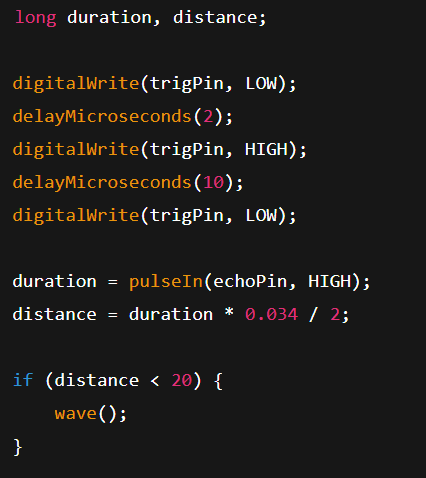 long duration, distance;
digitalWrite(trigPin, LOW);
delayMicroseconds(2);
digitalWrite(trigPin, HIGH);
delayMicroseconds(10);
digitalWrite(trigPin, LOW);
duration = pulseIn(echoPin, HIGH);
distance = duration * 0.034 / 2;
if (distance < 20) {
    wave();
}